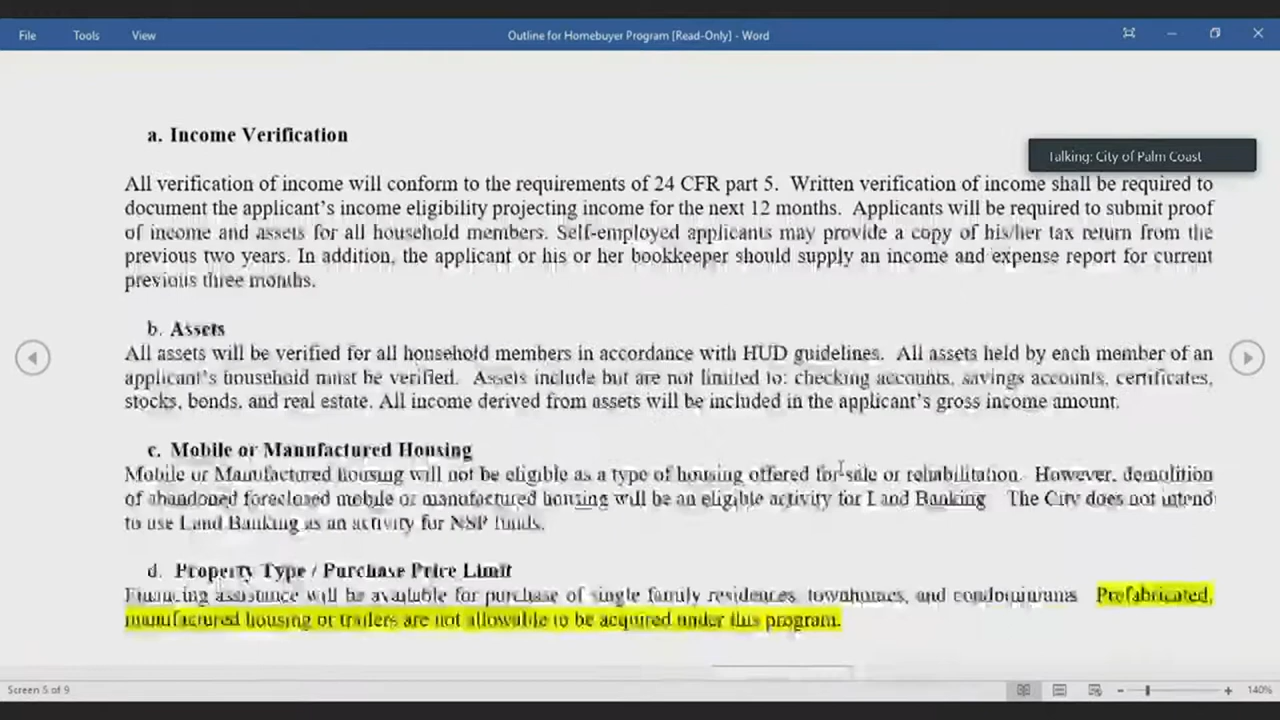 File Tools View Outline for Homebuyer Program [Read-Only] - Word
a. Income Verification
Talking: City of Palm Coast
All verification of income will conform to the requirements of 24 CFR part 5. Written verification of income shall be required to
document the applicant's income eligibility projecting income for the next 12 months. Applicants will be required to submit proof
of income and assets for all household members. Self-employed applicants may provide a copy of his/her tax return from the
previous two years. In addition, the applicant or his or her bookkeeper should supply an income and expense report for current
previous three months.
b. Assets
All assets will be verified for all household members in accordance with HUD guidelines. All assets held by each member of an
applicant's household must be verified. Assets include but are not limited to: checking accounts, savings accounts, certificates,
stocks, bonds, and real estate. All income derived from assets will be included in the applicant's gross income amount.
c. Mobile or Manufactured Housing
Mobile or Manufactured housing will not be eligible as a type of housing offered for sale or rehabilitation. However, demolition
of abandoned foreclosed mobile or manufactured housing will be an eligible activity for Land Banking The City does not intend
to use Land Banking as an activity for NSP funds.
d. Property Type / Purchase Price Limit
Financing assistance will be available for purchase of single family residences, townhomes, and condominiums Prefabricated,
manufactured housing or trailers are not allowable to be acquired under this program.
Screen 5 of 9 140%